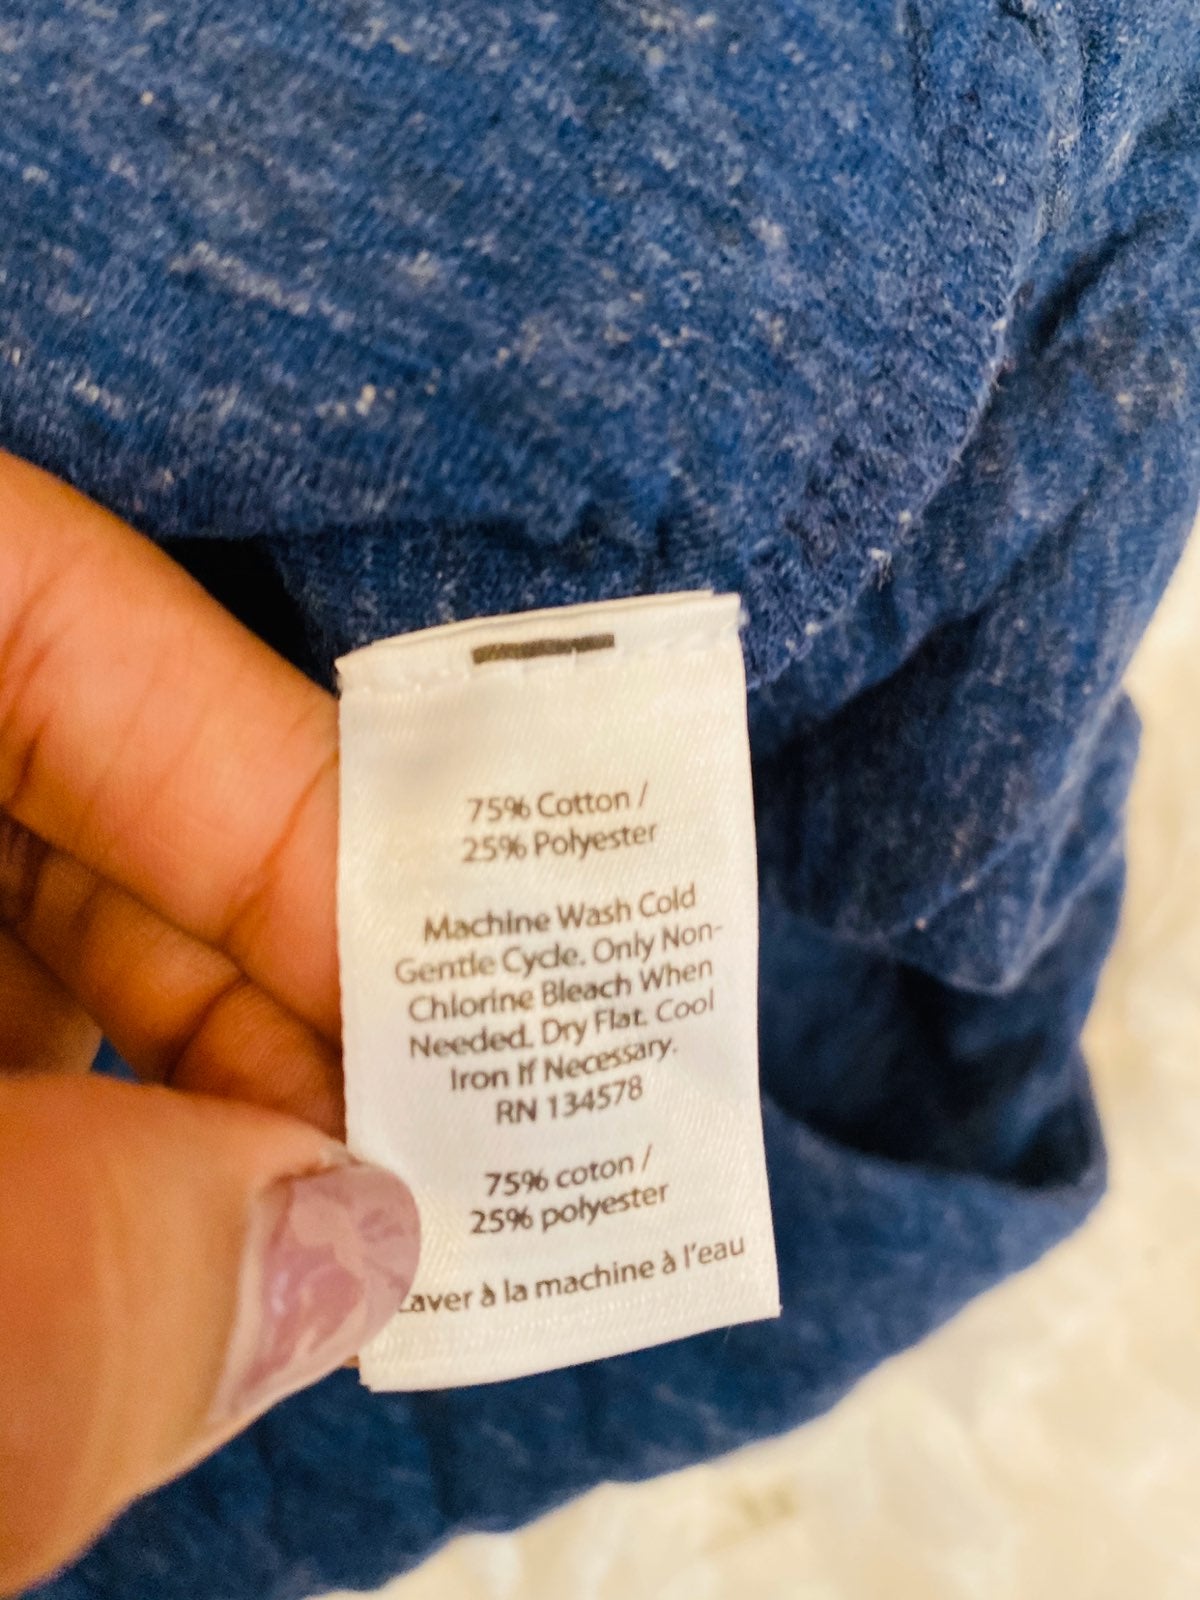 75% Cotton /
25% Polyester
Machine Wash Cold
Gentle Cycle. Only Non-
Chlorine Bleach When
Needed. Dry Flat. Cool
Iron If Necessary.
RN 134578
75% coton /
25% polyester
Laver à la machine à l'eau